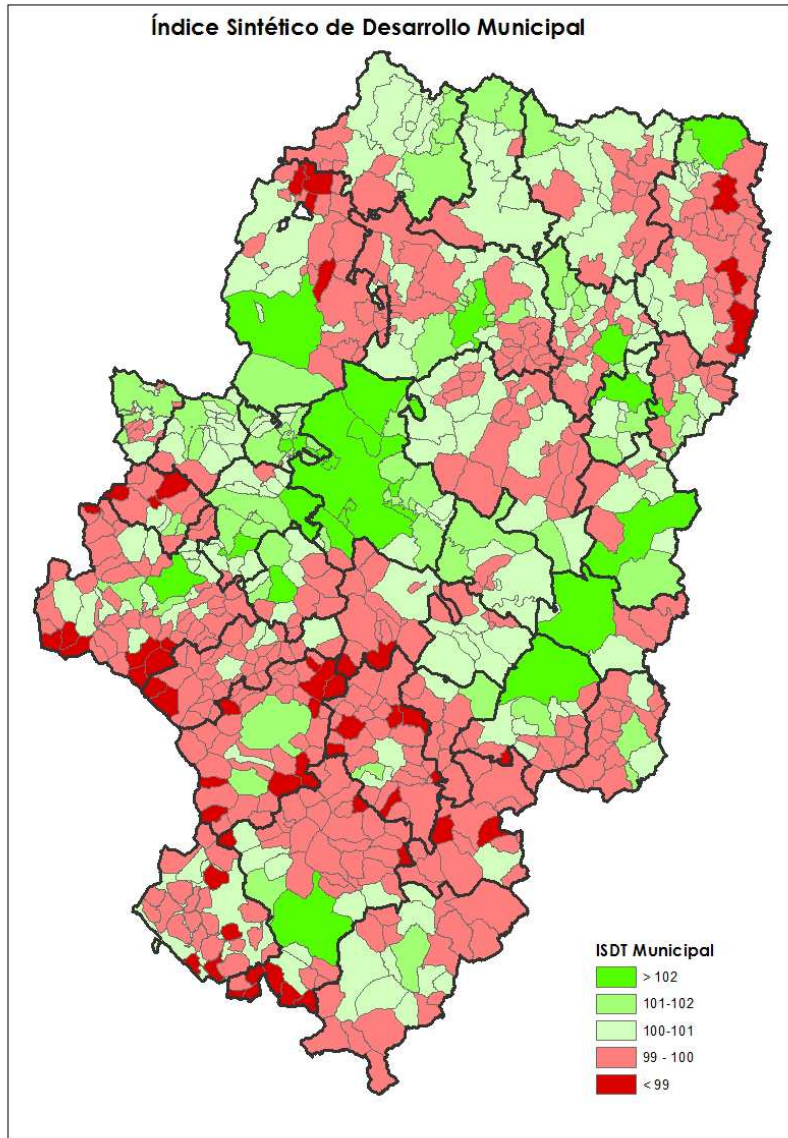 Índice Sintético de Desarrollo Municipal
ISDT Municipal
> 102
101-102
100-101
99 - 100
< 99